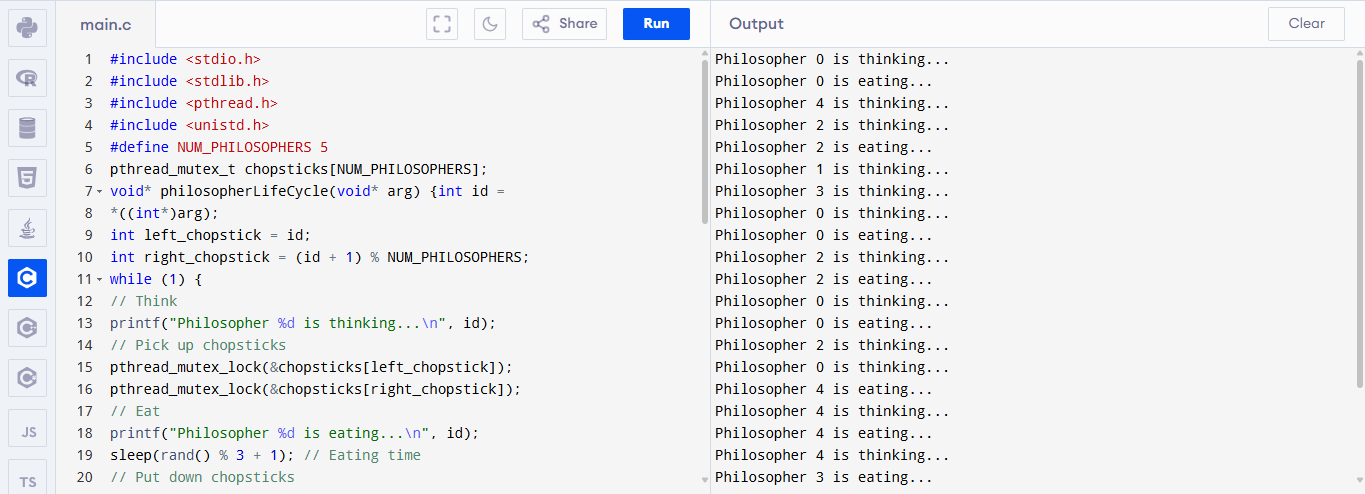 main.c
Share
Run
Output
Clear
1 #include <stdio.h>
2 #include <stdlib.h>
3 #include <pthread.h>
4 #include <unistd.h>
5 #define NUM_PHILOSOPHERS 5
6 pthread_mutex_t chopsticks[NUM_PHILOSOPHERS];
7 void* philosopherLifeCycle(void* arg) {int id =
8 *((int*)arg);
9 int left_chopstick = id;
10 int right_chopstick = (id + 1) % NUM_PHILOSOPHERS;
11 while (1) {
12 // Think
13 printf("Philosopher %d is thinking...\n", id);
14 // Pick up chopsticks
15 pthread_mutex_lock(&chopsticks[left_chopstick]);
16 pthread_mutex_lock(&chopsticks[right_chopstick]);
17 // Eat
18 printf("Philosopher %d is eating...\n", id);
19 sleep(rand() % 3 + 1); // Eating time
20 // Put down chopsticks
Philosopher 0 is thinking...
Philosopher 0 is eating...
Philosopher 4 is thinking...
Philosopher 2 is thinking...
Philosopher 2 is eating...
Philosopher 1 is thinking...
Philosopher 3 is thinking...
Philosopher 0 is thinking...
Philosopher 0 is eating...
Philosopher 2 is thinking...
Philosopher 2 is eating...
Philosopher 0 is thinking...
Philosopher 0 is eating...
Philosopher 2 is thinking...
Philosopher 0 is thinking...
Philosopher 4 is eating...
Philosopher 4 is thinking...
Philosopher 4 is eating...
Philosopher 4 is thinking...
Philosopher 3 is eating...
R
5
C
C
C
JS
TS